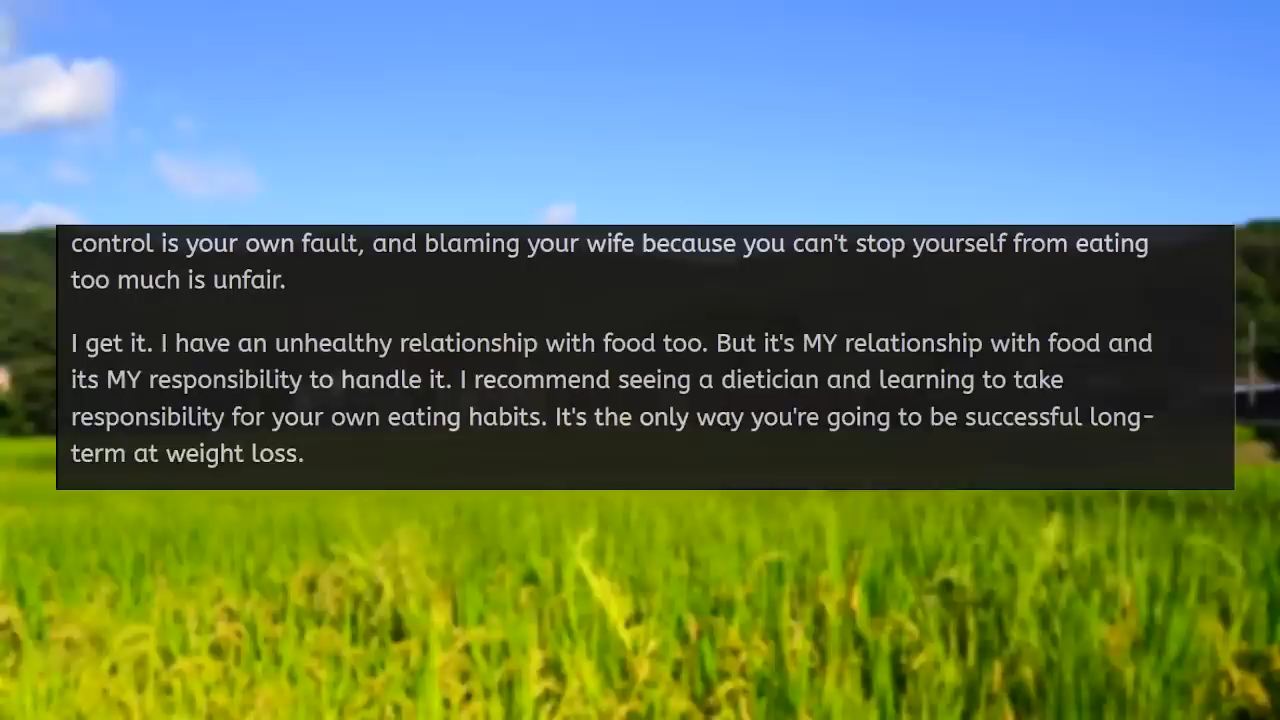 control is your own fault, and blaming your wife because you can't stop yourself from eating
too much is unfair.
I get it. I have an unhealthy relationship with food too. But it's MY relationship with food and
its MY responsibility to handle it. I recommend seeing a dietician and learning to take
responsibility for your own eating habits. It's the only way you're going to be successful long-
term at weight loss.